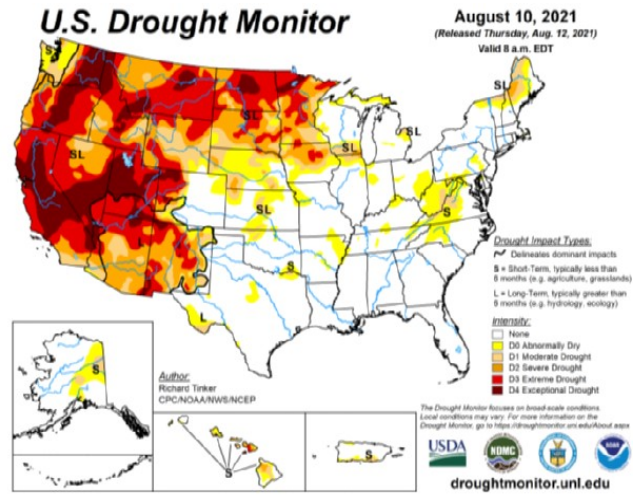 U.S. Drought Monitor
August 10, 2021
(Released Thursday, Aug. 12, 2021)
Valid 8 a.m. EDT
S
SL
SL
SL
SL
SL
SL
S
S
L
Drought Impact Types:
Delineates dominant impacts
S = Short-Term, typically less than
6 months (e.g. agriculture, grasslands)
L = Long-Term, typically greater than
6 months (e.g. hydrology, ecology)
Intensity:
None
D0 Abnormally Dry
D1 Moderate Drought
D2 Severe Drought
D3 Extreme Drought
D4 Exceptional Drought
S
Author:
Richard Tinker
CPC/NOAA/NWS/NCEP
S
S
The Drought Monitor focuses on broad-scale conditions.
Local conditions may vary. For more information on the
Drought Monitor, go to https://droughtmonitor.unl.edu/About.aspx
USDA
NDMC
NOAA
droughtmonitor.unl.edu